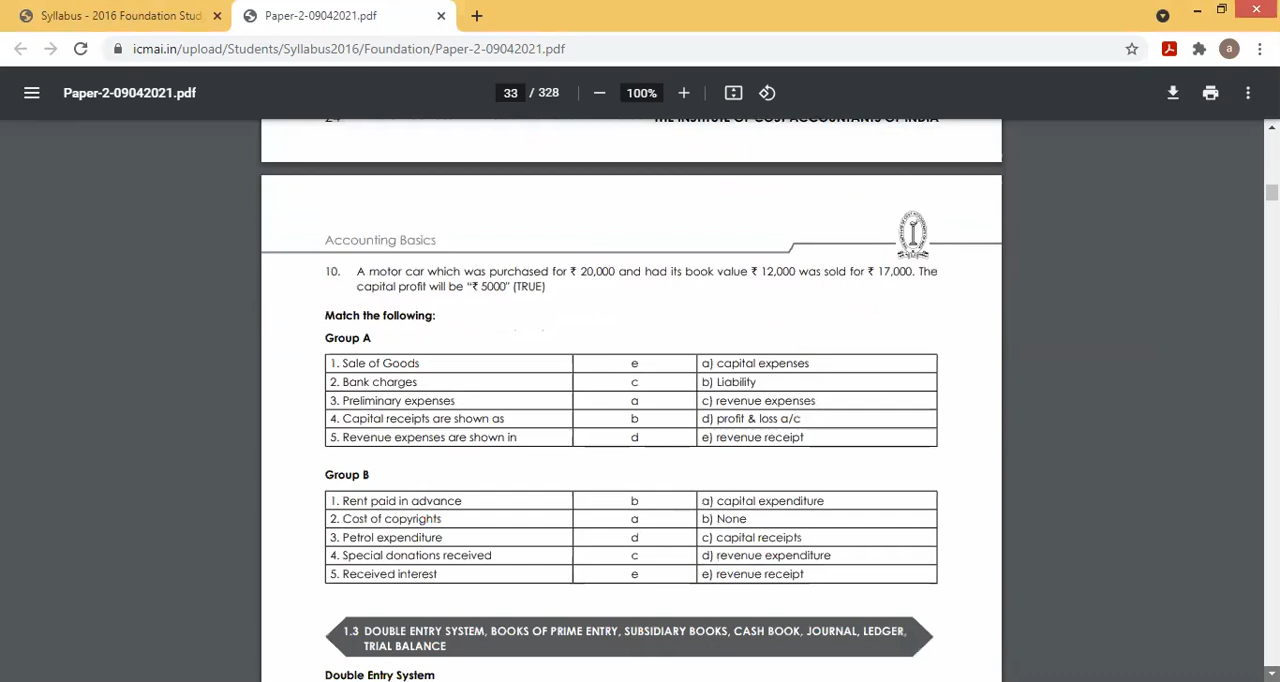 Syllabus - 2016 Foundation Stud
Paper-2-09042021.pdf
icmai.in/upload/Students/Syllabus2016/Foundation/Paper-2-09042021.pdf
a
Paper-2-09042021.pdf
33 / 328
100%
24
THE INSTITUTE OF COST ACCOUNTANTS OF INDIA
Accounting Basics
10. A motor car which was purchased for ₹ 20,000 and had its book value ₹ 12,000 was sold for ₹ 17,000. The
capital profit will be “₹ 5000” (TRUE)
Match the following:
Group A
1. Sale of Goods e a) capital expenses
2. Bank charges c b) Liability
3. Preliminary expenses a c) revenue expenses
4. Capital receipts are shown as b d) profit & loss a/c
5. Revenue expenses are shown in d e) revenue receipt
Group B
1. Rent paid in advance b a) capital expenditure
2. Cost of copyrights a b) None
3. Petrol expenditure d c) capital receipts
4. Special donations received c d) revenue expenditure
5. Received interest e e) revenue receipt
1.3 DOUBLE ENTRY SYSTEM, BOOKS OF PRIME ENTRY, SUBSIDIARY BOOKS, CASH BOOK, JOURNAL, LEDGER,
TRIAL BALANCE
Double Entry System